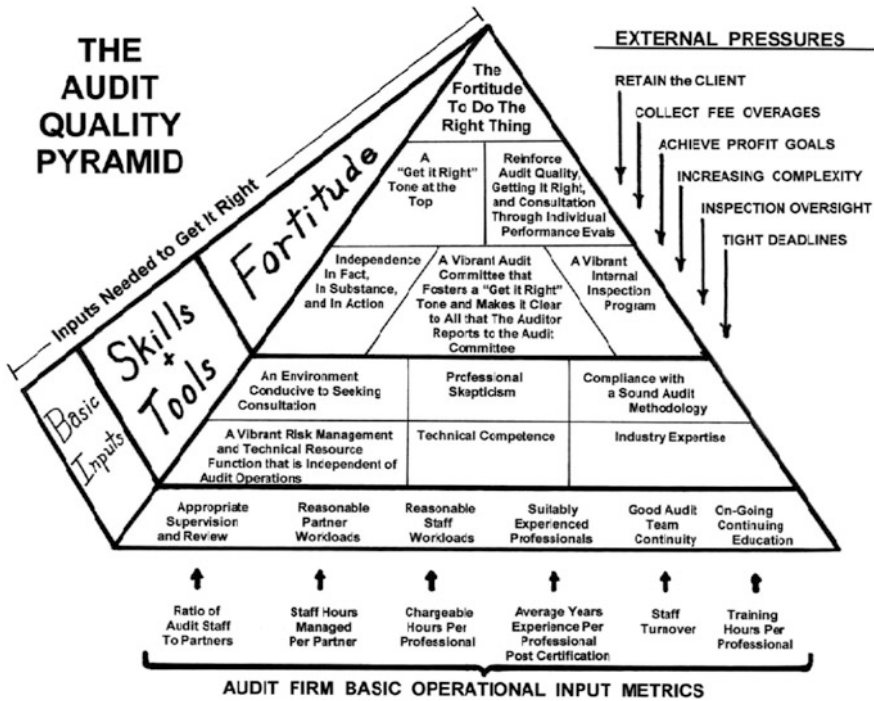 THE
AUDIT
QUALITY
PYRAMID
EXTERNAL PRESSURES
RETAIN the CLIENT
COLLECT FEE OVERAGES
ACHIEVE PROFIT GOALS
INCREASING COMPLEXITY
INSPECTION OVERSIGHT
TIGHT DEADLINES
Inputs Needed to Get It Right
Fortitude
Skills
+
Tools
Basic
Inputs
The
Fortitude
To Do The
Right Thing
A
"Get it Right"
Tone at the
Top
Reinforce
Audit Quality,
Getting It Right,
and Consultation
Through Individual
Performance Evals
Independence
In Fact,
In Substance,
and In Action
A Vibrant Audit
Committee that
Fosters a "Get it Right"
Tone and Makes it Clear
to All that The Auditor
Reports to the Audit
Committee
A Vibrant
Internal
Inspection
Program
An Environment
Conducive to Seeking
Consultation
Professional
Skepticism
Compliance with
a Sound Audit
Methodology
A Vibrant Risk Management
and Technical Resource
Function that is Independent of
Audit Operations
Technical Competence
Industry Expertise
Appropriate
Supervision
and Review
Reasonable
Partner
Workloads
Reasonable
Staff
Workloads
Suitably
Experienced
Professionals
Good Audit
Team
Continuity
On-Going
Continuing
Education
Ratio of
Audit Staff
To Partners
Staff Hours
Managed
Per Partner
Chargeable
Hours Per
Professional
Average Years
Experience Per
Professional
Post Certification
Staff
Turnover
Training
Hours Per
Professional
AUDIT FIRM BASIC OPERATIONAL INPUT METRICS